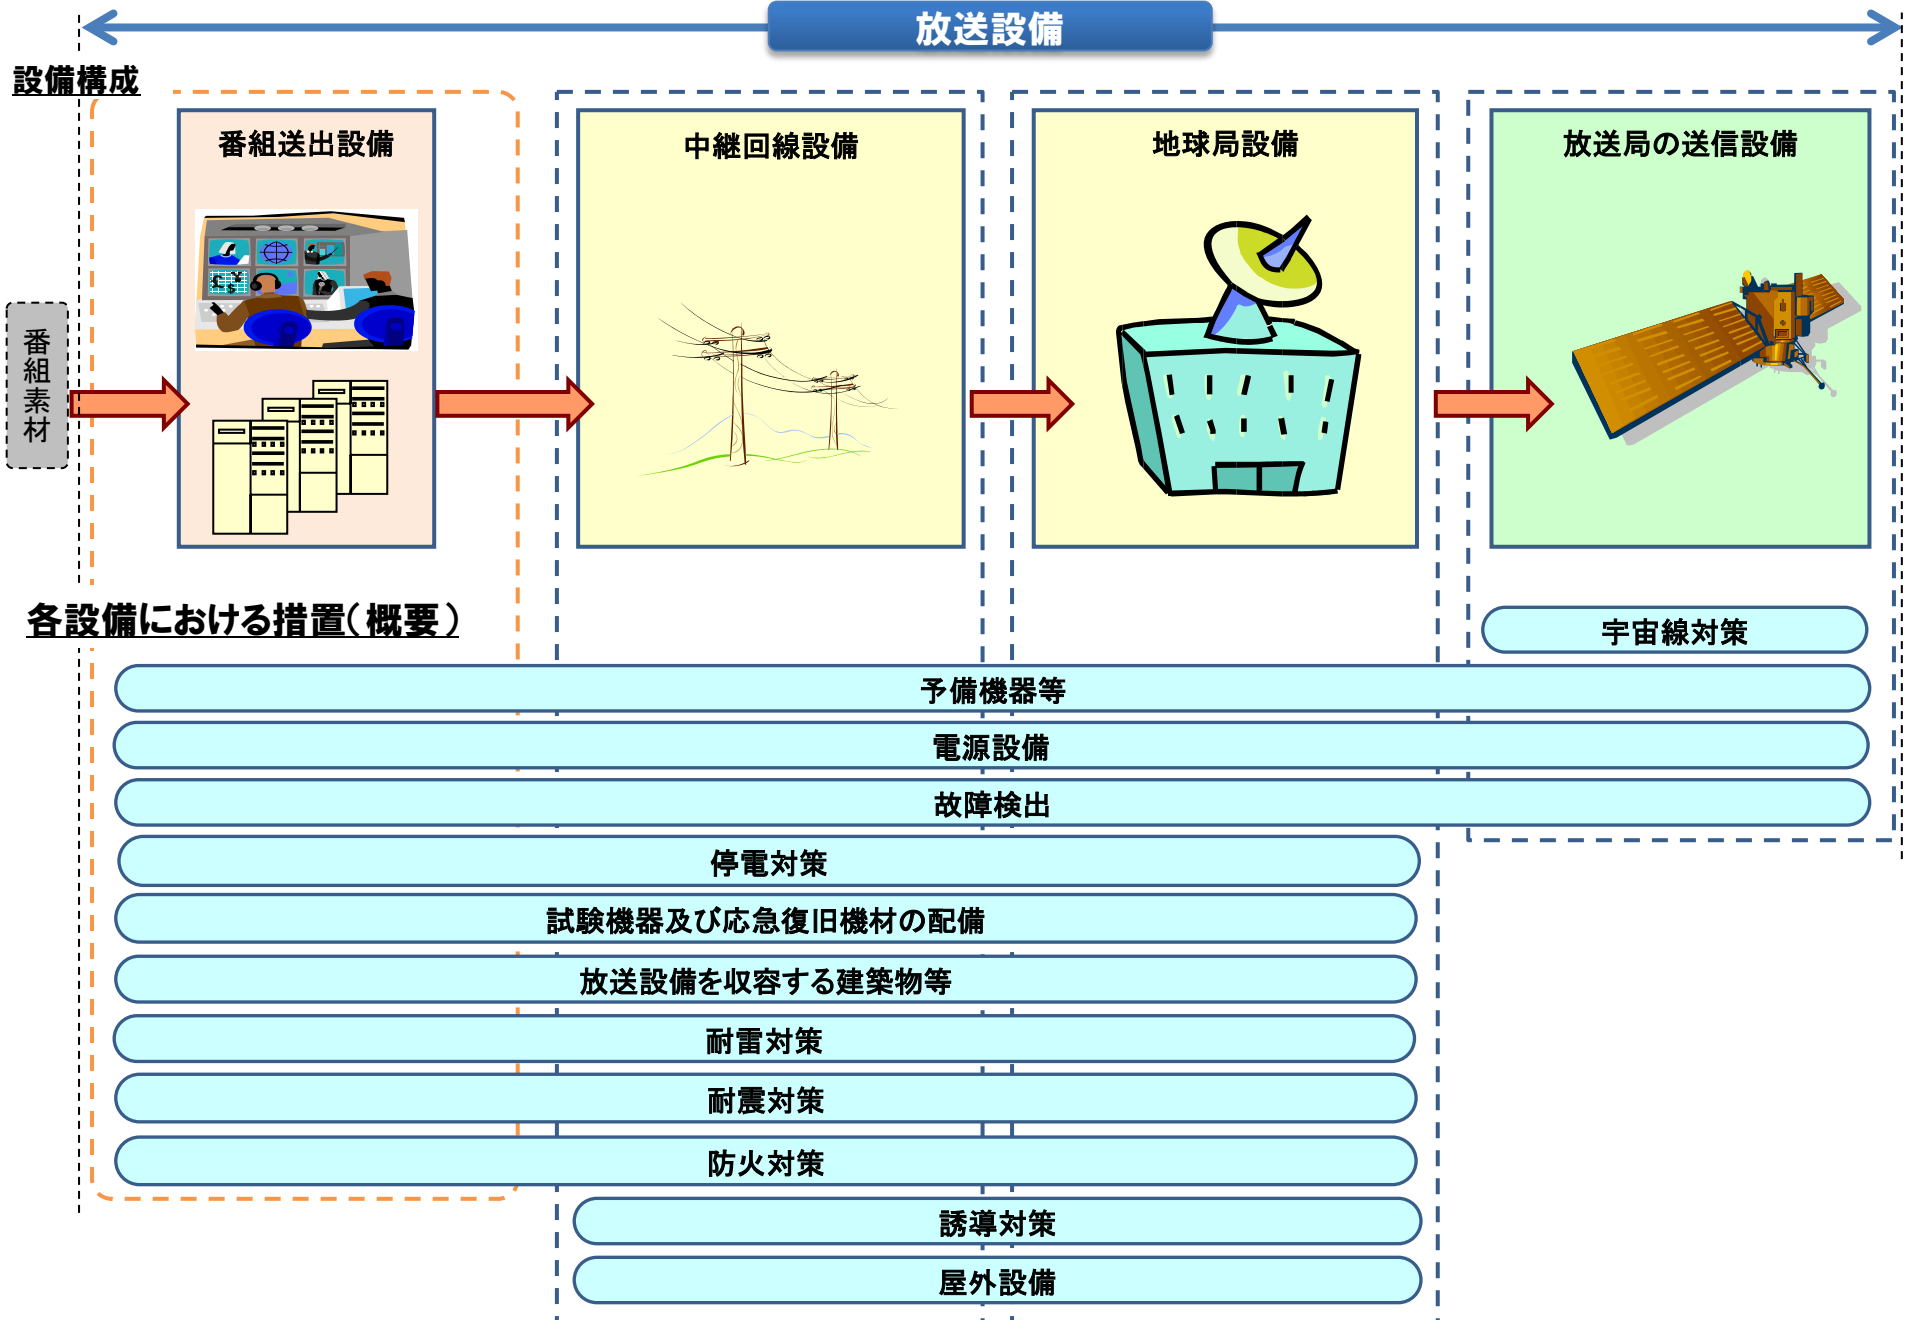 放送設備
設備構成
番組送出設備
中継回線設備
地球局設備
放送局の送信設備
番組素材
各設備における措置（概要）
宇宙線対策
予備機器等
電源設備
故障検出
停電対策
試験機器及び応急復旧機材の配備
放送設備を収容する建築物等
耐雷対策
耐震対策
防火対策
誘導対策
屋外設備